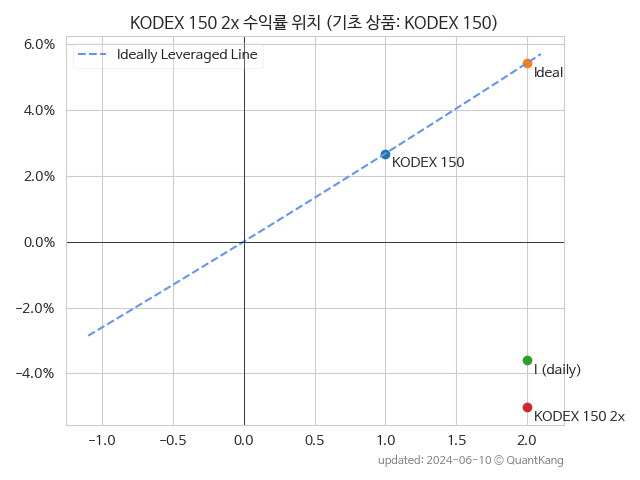 KODEX 150 2x 수익률 위치 (기초 상품: KODEX 150)
6.0%
Ideally Leveraged Line
Ideal
4.0%
KODEX 150
2.0%
0.0%
-2.0%
-4.0%
I (daily)
KODEX 150 2x
-1.0 -0.5 0.0 0.5 1.0 1.5 2.0
updated: 2024-06-10 © QuantKang